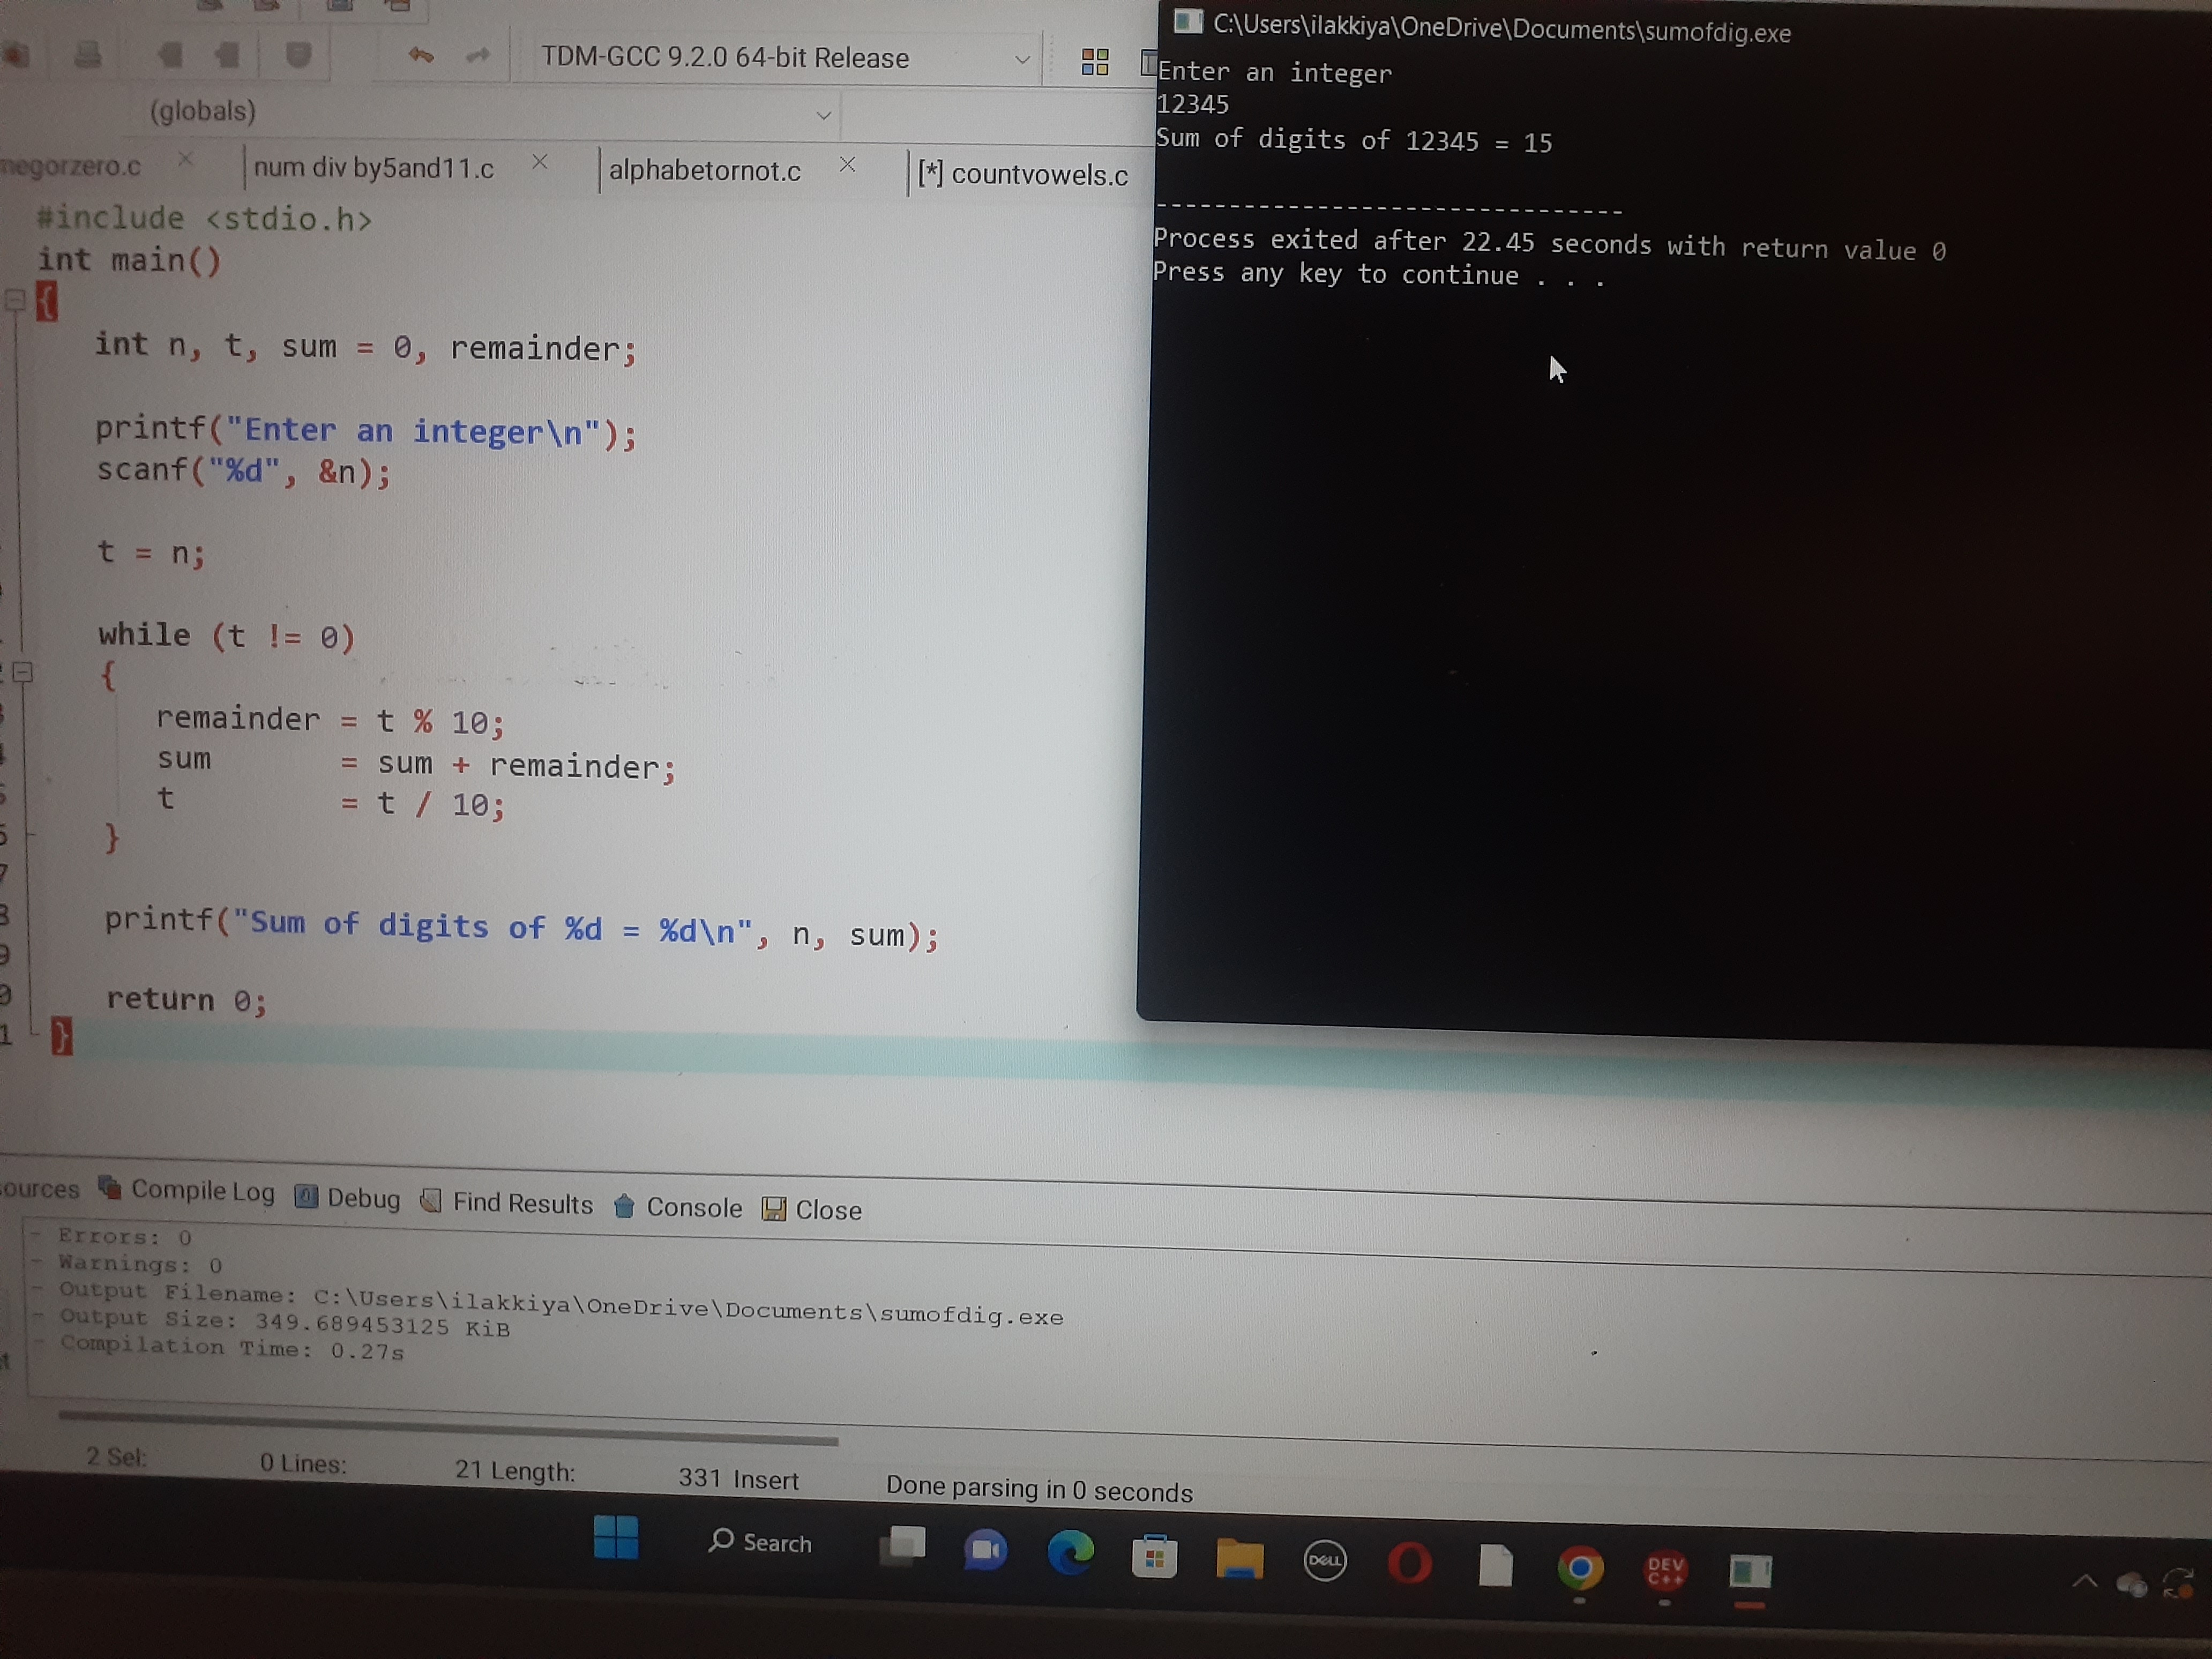 TDM-GCC 9.2.0 64-bit Release
(globals)
negorzero.c
num div by5and11.c
alphabetornot.c
[*] countvowels.c
#include <stdio.h>
int main()
{
int n, t, sum = 0, remainder;
printf("Enter an integer\n");
scanf("%d", &n);
t = n;
while (t != 0)
{
remainder = t % 10;
sum = sum + remainder;
t = t / 10;
}
printf("Sum of digits of %d = %d\n", n, sum);
return 0;
}
C:\Users\ilakkiya\OneDrive\Documents\sumofdig.exe
Enter an integer
12345
Sum of digits of 12345 = 15
--------------------------------
Process exited after 22.45 seconds with return value 0
Press any key to continue . . .
ources Compile Log Debug Find Results Console Close
- Errors: 0
- Warnings: 0
- Output Filename: C:\Users\ilakkiya\OneDrive\Documents\sumofdig.exe
- Output Size: 349.689453125 KiB
- Compilation Time: 0.27s
2 Sel: 0 Lines: 21 Length: 331 Insert Done parsing in 0 seconds
Search
DELL
DEV
C++